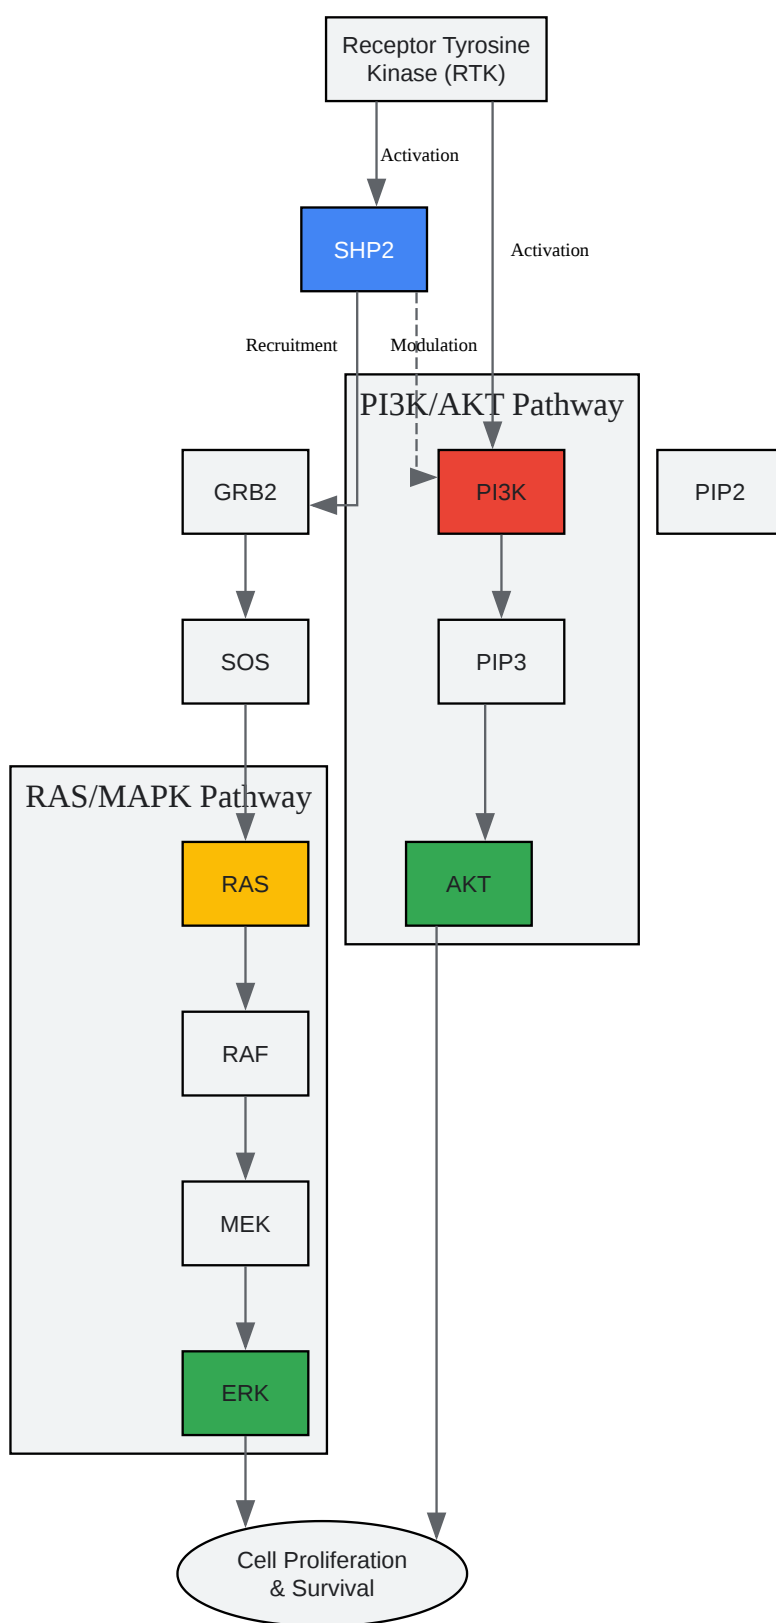 Receptor Tyrosine
Kinase (RTK)
Activation
SHP2
Activation
Recruitment
Modulation
PI3K/AKT Pathway
GRB2
PI3K
PIP2
SOS
PIP3
RAS/MAPK Pathway
RAS
AKT
RAF
MEK
ERK
Cell Proliferation
& Survival